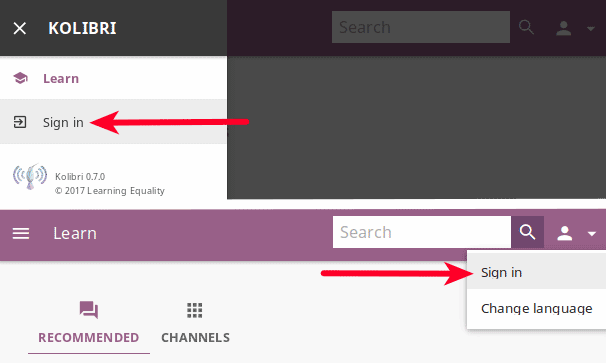 KOLIBRI
Search
Learn
Sign in
Kolibri 0.7.0
© 2017 Learning Equality
Learn
Search
Sign in
Change language
RECOMMENDED
CHANNELS